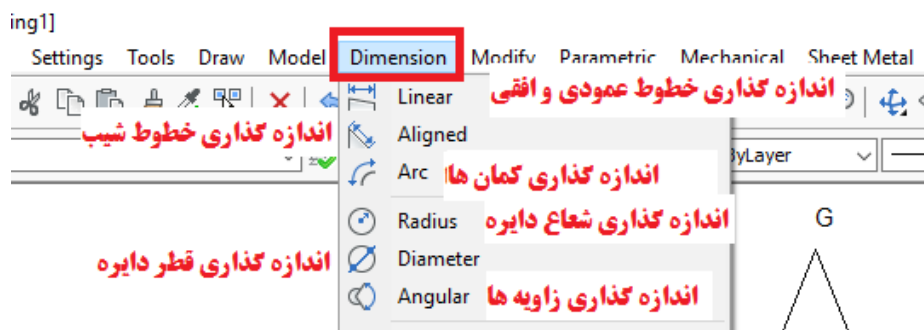 ing1]
Settings Tools Draw Model Dimension Modify Parametric Mechanical Sheet Metal
Linear اندازه گذاری خطوط عمودی و افقی
اندازه گذاری خطوط شیب Aligned
ByLayer
Arc اندازه گذاری کمان ها
Radius اندازه گذاری شعاع دایره
G
اندازه گذاری قطر دایره Diameter
Angular اندازه گذاری زاویه ها